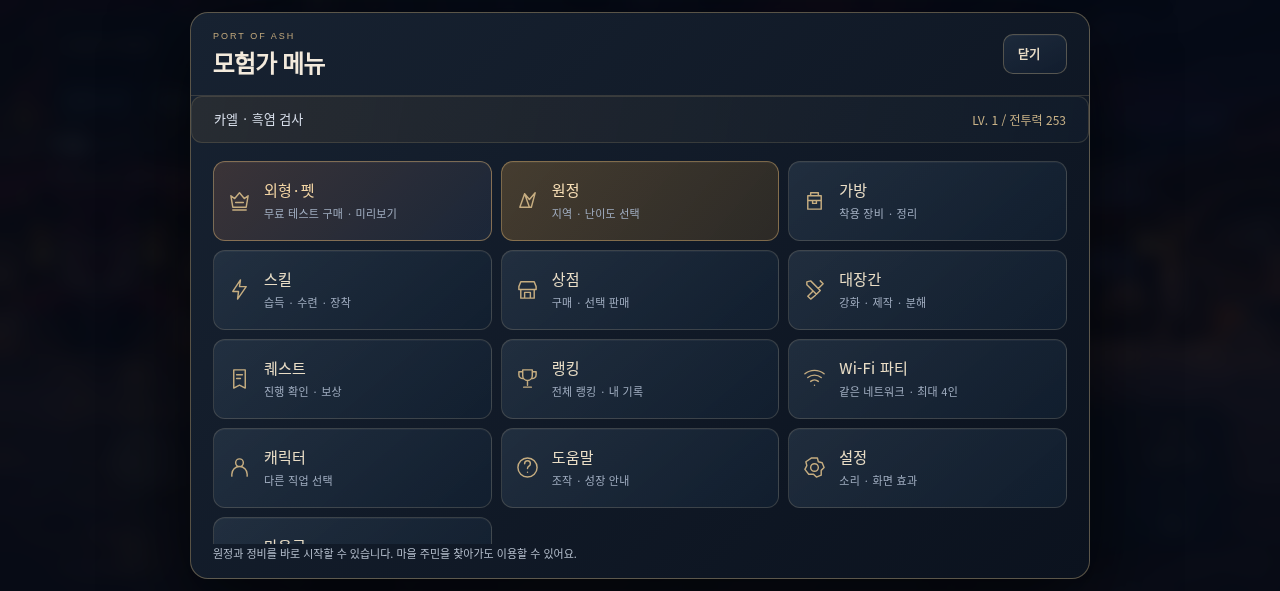 PORT OF ASH
모험가 메뉴
닫기
카엘 · 흑염 검사
LV. 1 / 전투력 253
외형·펫
무료 테스트 구매 · 미리보기
원정
지역 · 난이도 선택
가방
착용 장비 · 정리
스킬
습득 · 수련 · 장착
상점
구매 · 선택 판매
대장간
강화 · 제작 · 분해
퀘스트
진행 확인 · 보상
랭킹
전체 랭킹 · 내 기록
Wi-Fi 파티
같은 네트워크 · 최대 4인
캐릭터
다른 직업 선택
도움말
조작 · 성장 안내
설정
소리 · 화면 효과
원정과 정비를 바로 시작할 수 있습니다. 마을 주민을 찾아가도 이용할 수 있어요.